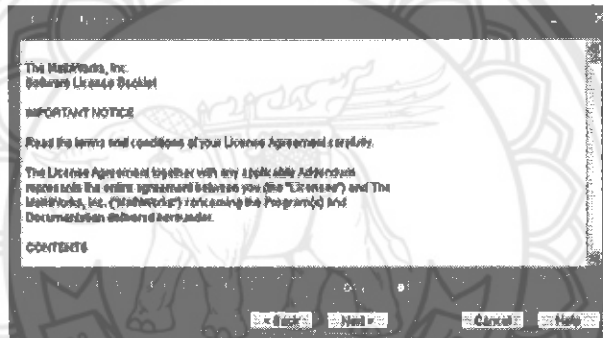 The MathWorks, Inc.
Software License Booklet
IMPORTANT NOTICE
Read the terms and conditions of your License Agreement carefully.
The License Agreement together with any applicable Addendum
represents the entire agreement between you (the "Licensee") and The
MathWorks, Inc. ("MathWorks") concerning the Program(s) and
Documentation delivered hereunder.
CONTENTS
< Back Next > Cancel Help